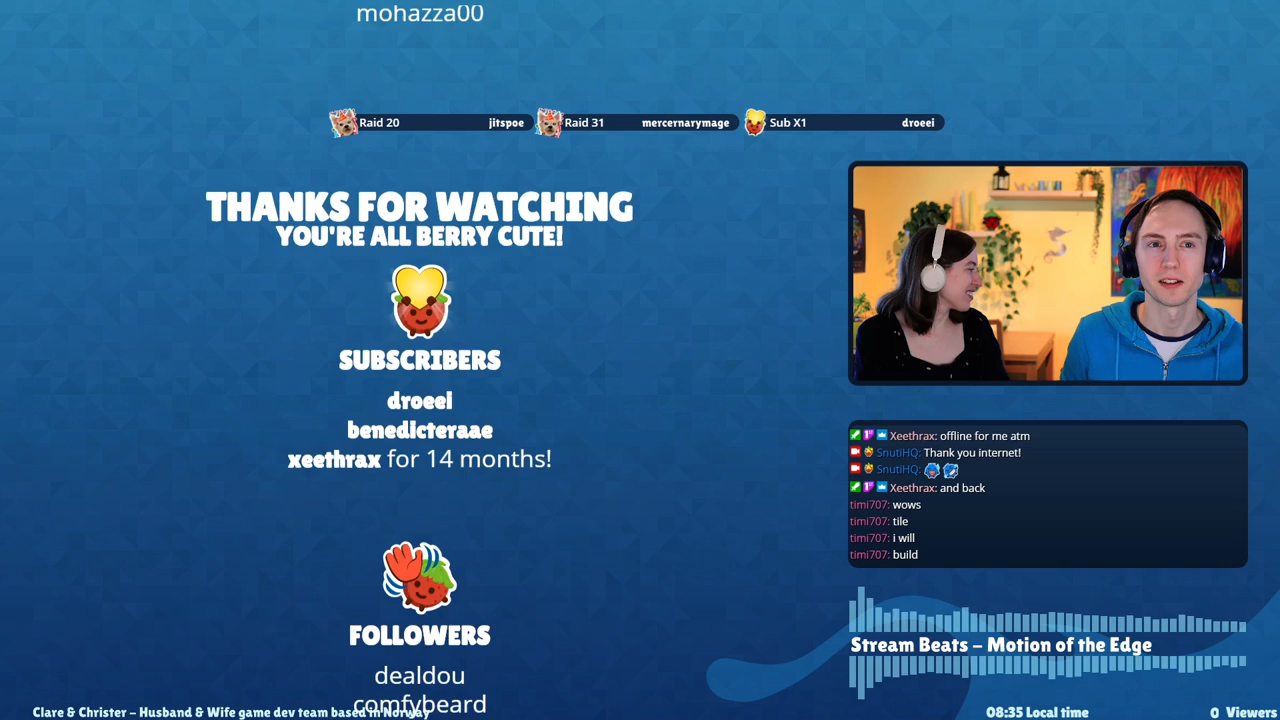 mohazza00
Raid 20 jitspoe Raid 31 mercernarymage Sub X1 droeei
THANKS FOR WATCHING
YOU'RE ALL BERRY CUTE!
SUBSCRIBERS
droeei
benedicteraae
xeethrax for 14 months!
FOLLOWERS
dealdou
comfybeard
Xeethrax: offline for me atm
SnutiHQ: Thank you internet!
SnutiHQ:
Xeethrax: and back
timi707: wows
timi707: tile
timi707: i will
timi707: build
Stream Beats - Motion of the Edge
Clare & Christer - Husband & Wife game dev team based in Norway
08:35 Local time
0 Viewers